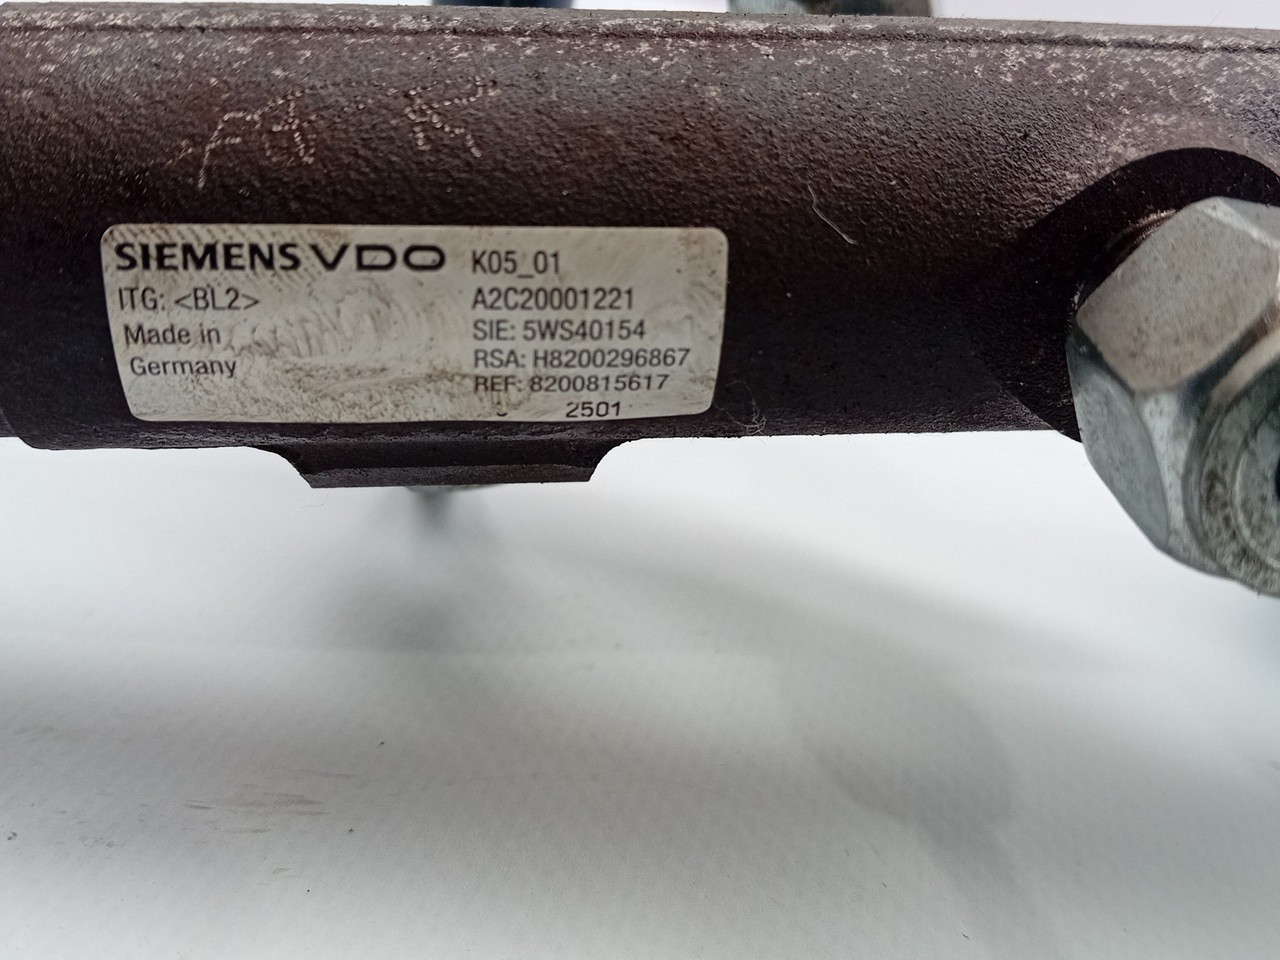 SIEMENS VDO K05_01
ITG: <BL2> A2C20001221
Made in SIE: 5WS40154
Germany RSA: H8200296867
REF: 8200815617
2501